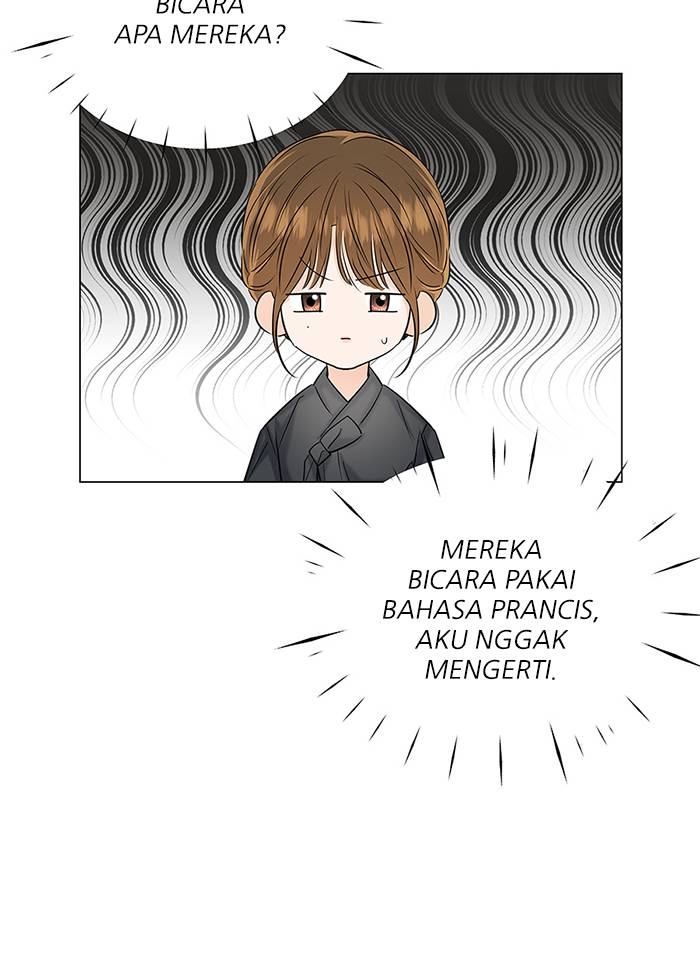 BICARA
APA MEREKA?
MEREKA
BICARA PAKAI
BAHASA PRANCIS,
AKU NGGAK
MENGERTI.